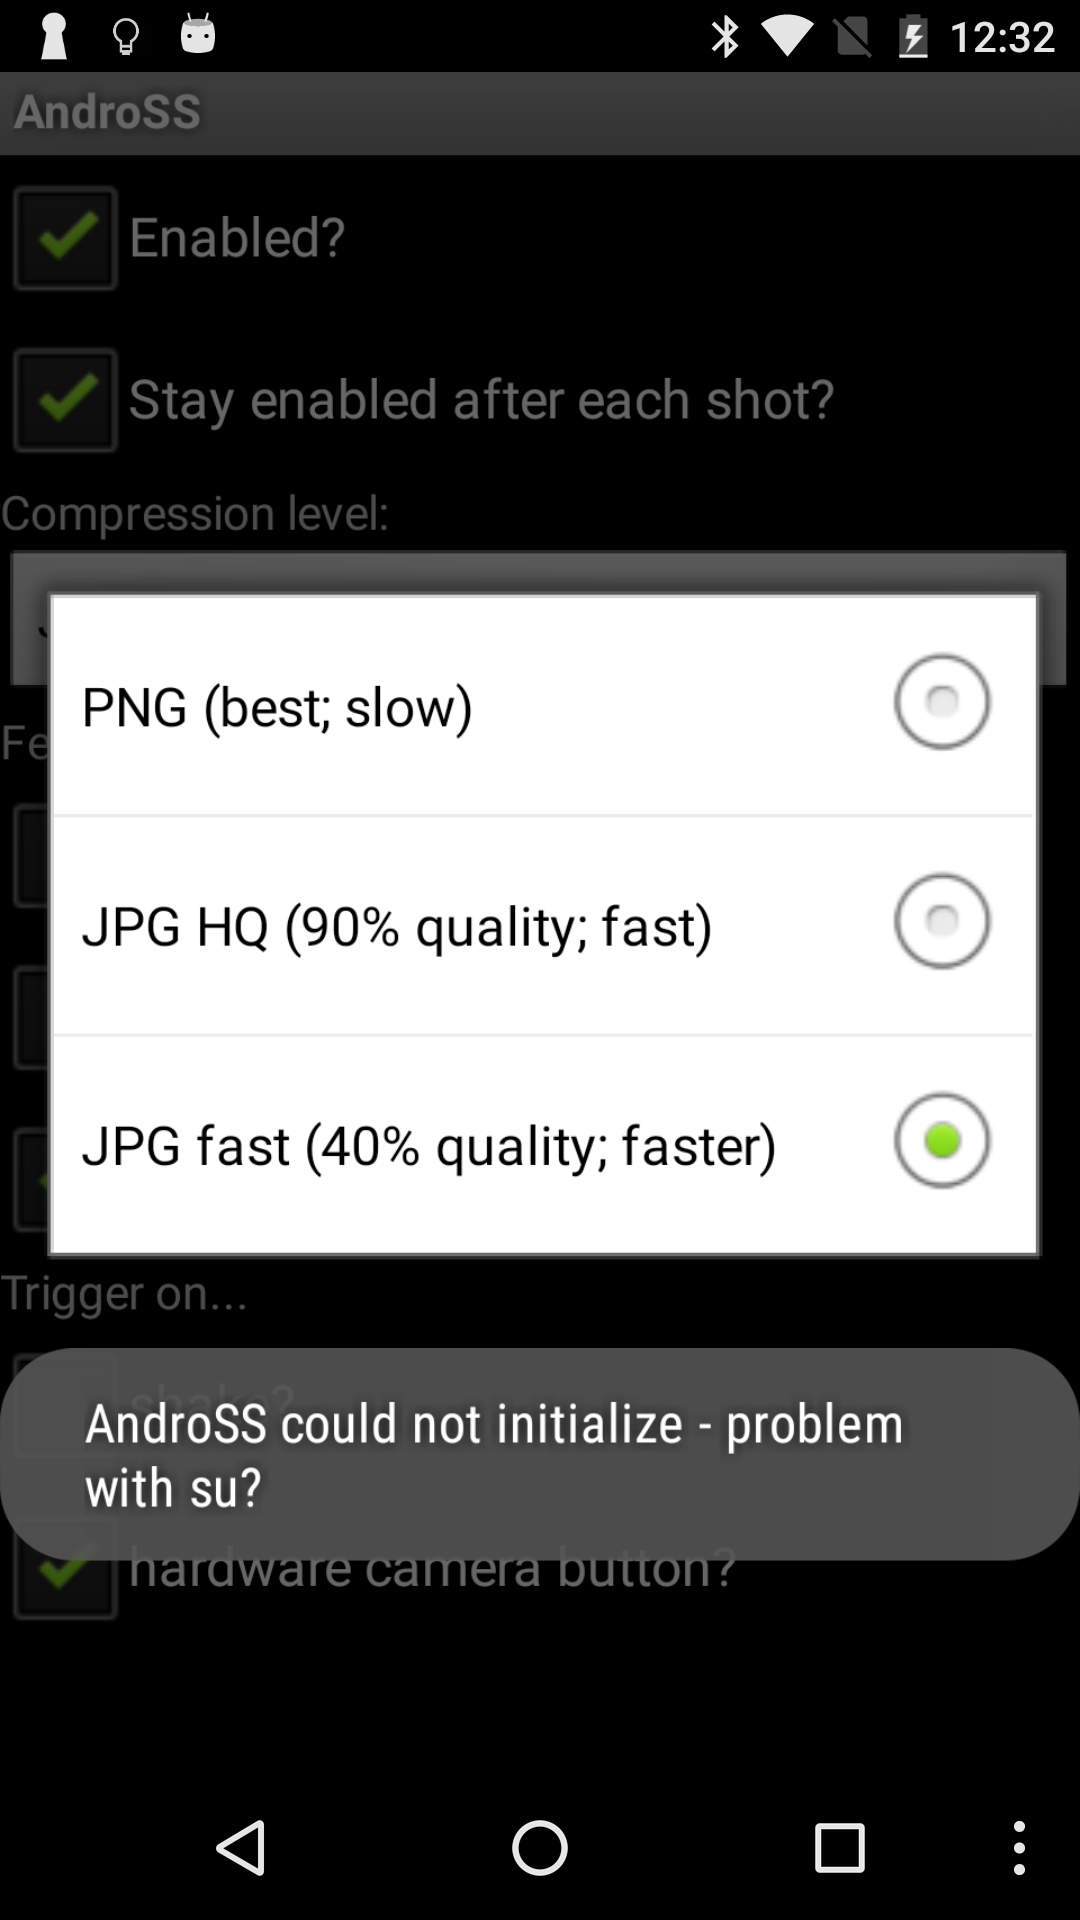 12:32
AndroSS
Enabled?
Stay enabled after each shot?
Compression level:
PNG (best; slow)
JPG HQ (90% quality; fast)
JPG fast (40% quality; faster)
Fe
Trigger on...
shake?
AndroSS could not initialize - problem
with su?
hardware camera button?